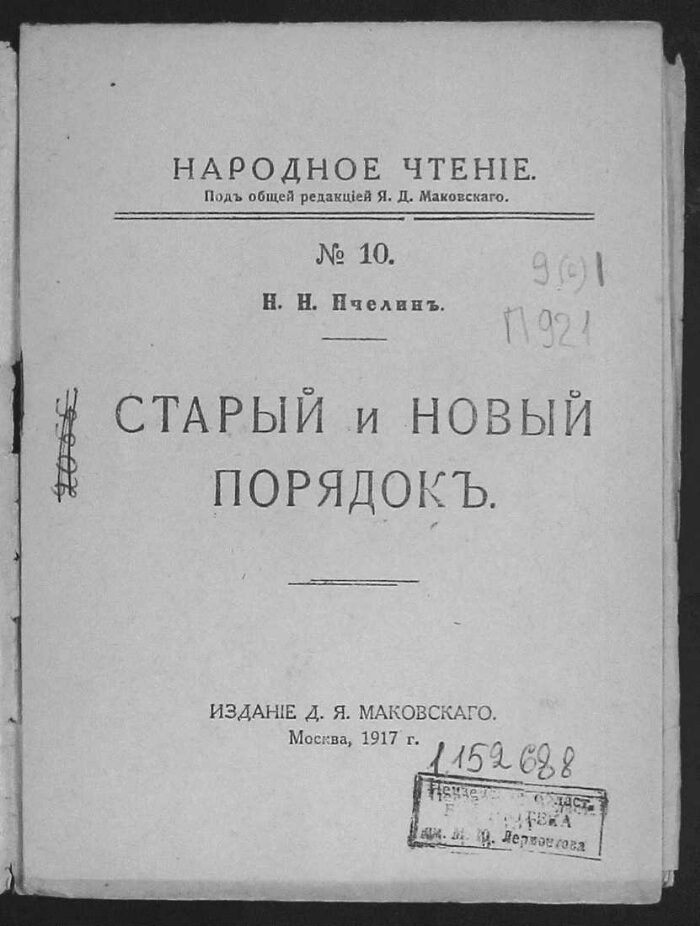 НАРОДНОЕ ЧТЕНІЕ.
Подъ общей редакціей Я. Д. Маковскаго.
№ 10.
9(с)1
Н. Н. Пчелинъ.
П921
СТАРЫЙ и НОВЫЙ
ПОРЯДОКЪ.
ИЗДАНІЕ Д. Я. МАКОВСКАГО.
Москва, 1917 г.
1152688
област.
им. М. Ю. Лермонтова